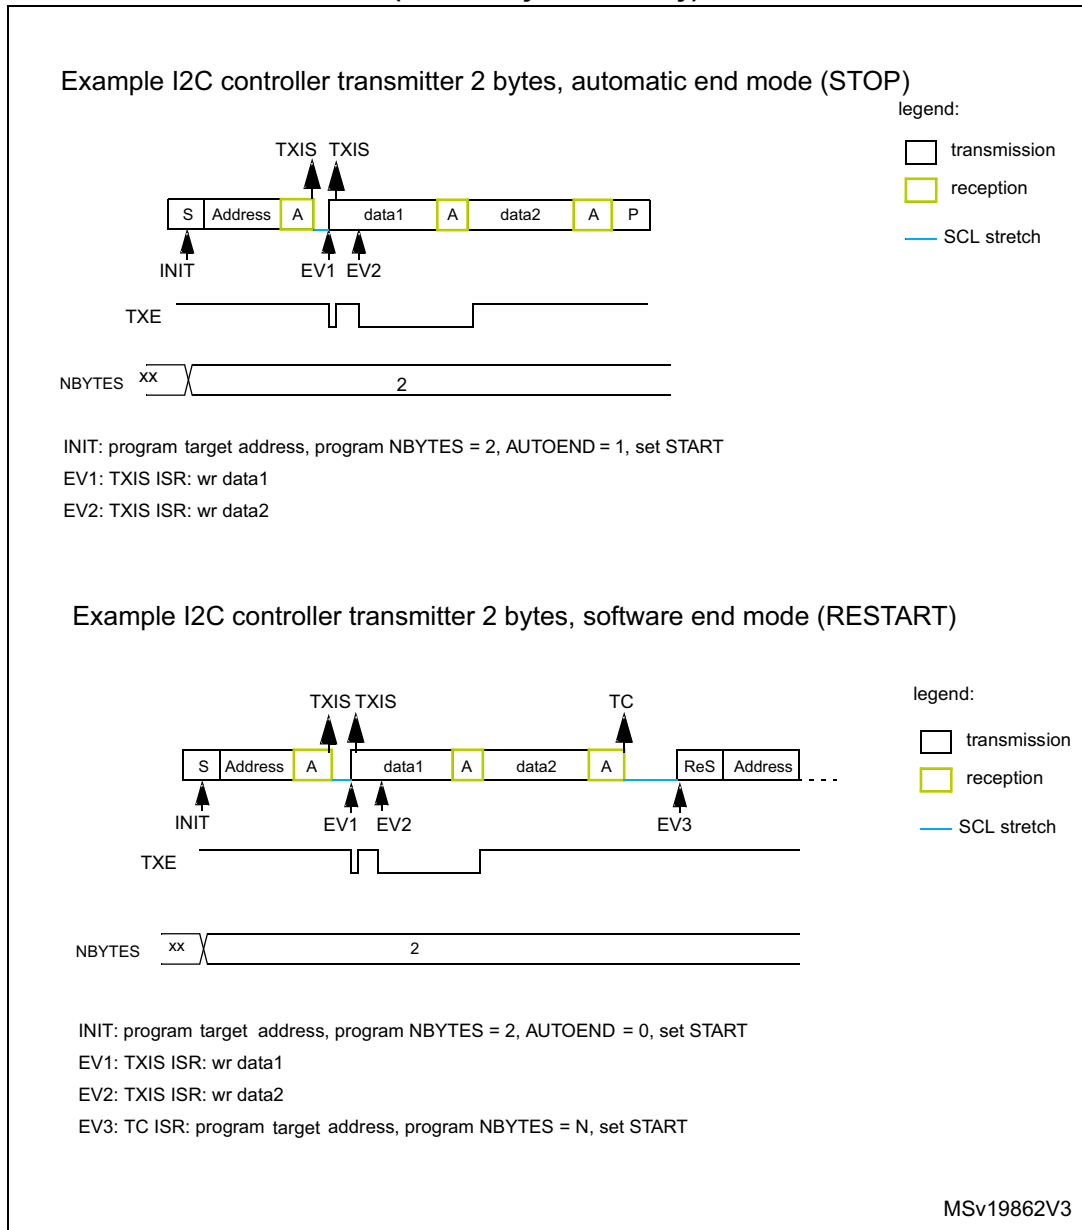 Example I2C controller transmitter 2 bytes, automatic end mode (STOP)
legend:
transmission
reception
SCL stretch
TXIS TXIS
S Address A data1 A data2 A P
INIT EV1 EV2
TXE
NBYTES xx 2
INIT: program target address, program NBYTES = 2, AUTOEND = 1, set START
EV1: TXIS ISR: wr data1
EV2: TXIS ISR: wr data2
Example I2C controller transmitter 2 bytes, software end mode (RESTART)
legend:
transmission
reception
SCL stretch
TXIS TXIS TC
S Address A data1 A data2 A ReS Address
INIT EV1 EV2 EV3
TXE
NBYTES xx 2
INIT: program target address, program NBYTES = 2, AUTOEND = 0, set START
EV1: TXIS ISR: wr data1
EV2: TXIS ISR: wr data2
EV3: TC ISR: program target address, program NBYTES = N, set START
MSv19862V3